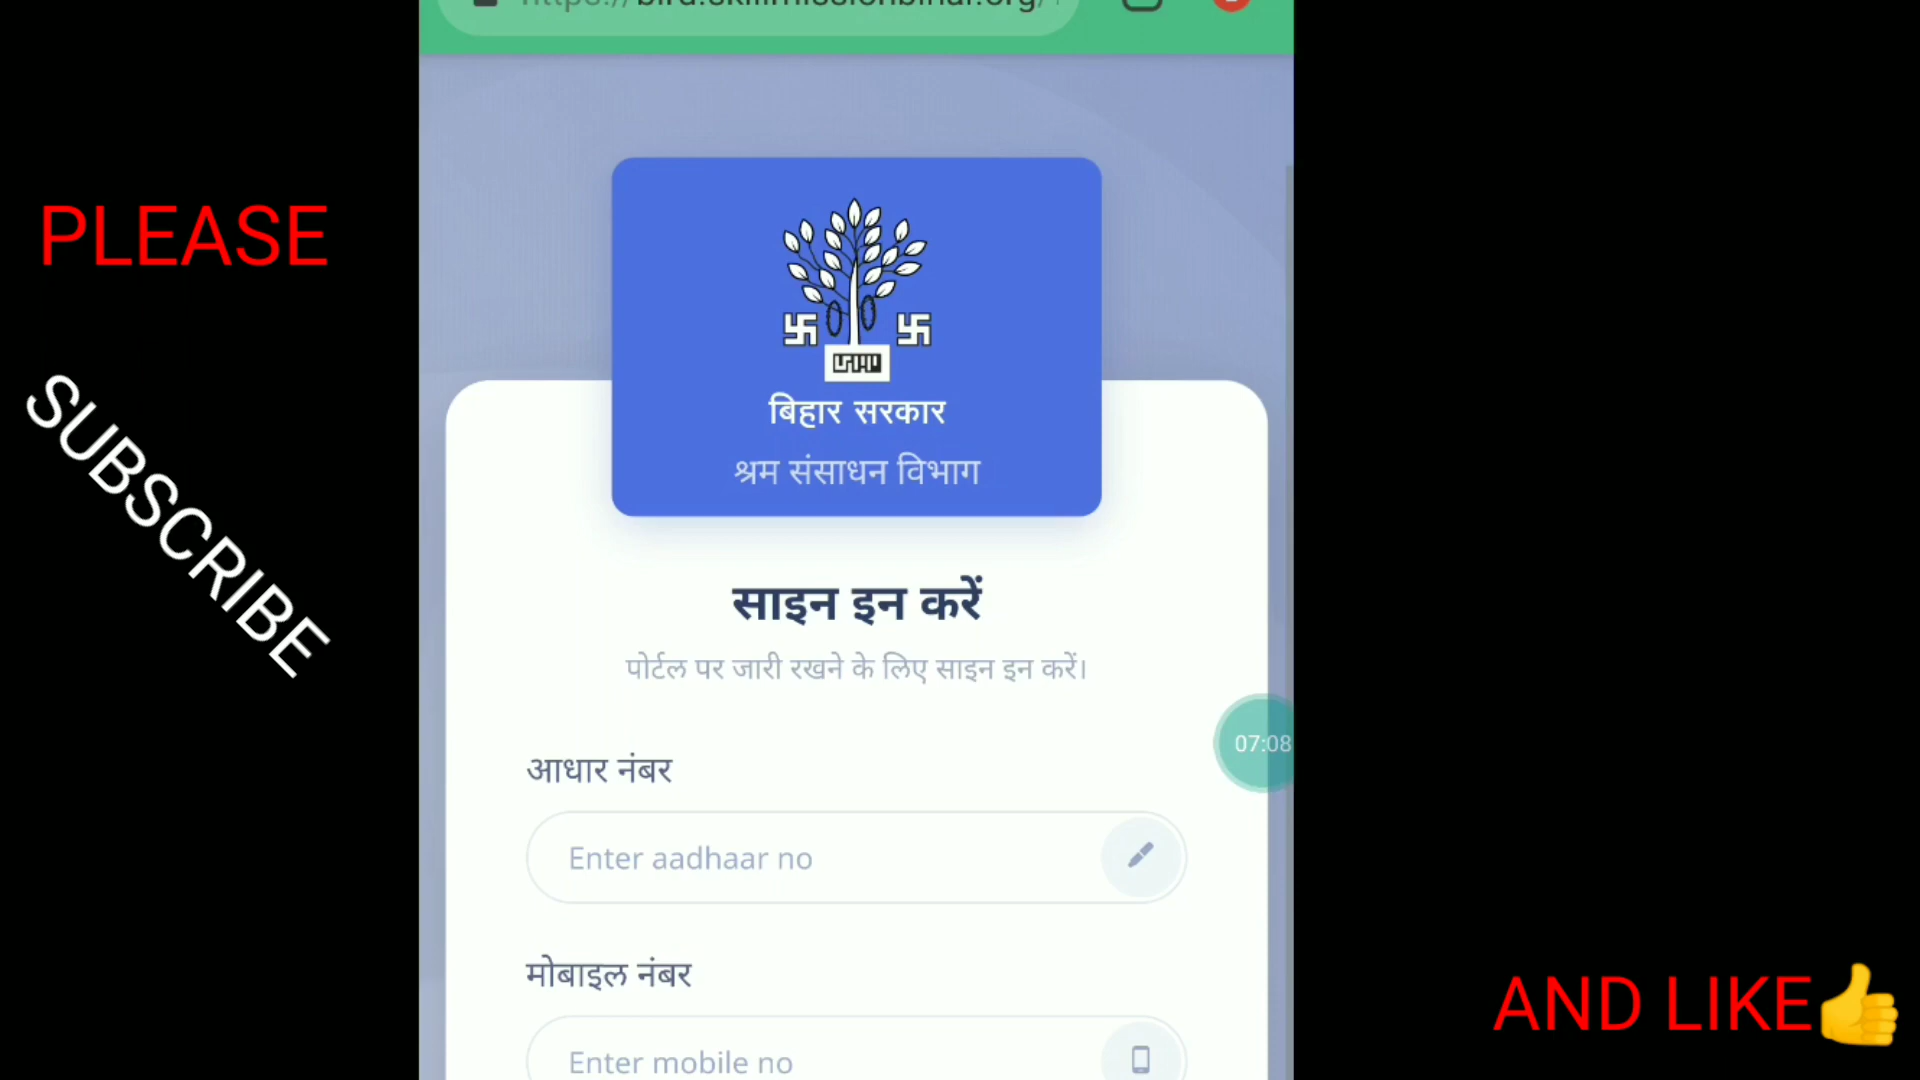 PLEASE
SUBSCRIBE
बिहार सरकार
श्रम संसाधन विभाग
साइन इन करें
पोर्टल पर जारी रखने के लिए साइन इन करें।
07:08
आधार नंबर
Enter aadhaar no
मोबाइल नंबर
Enter mobile no
AND LIKE👍